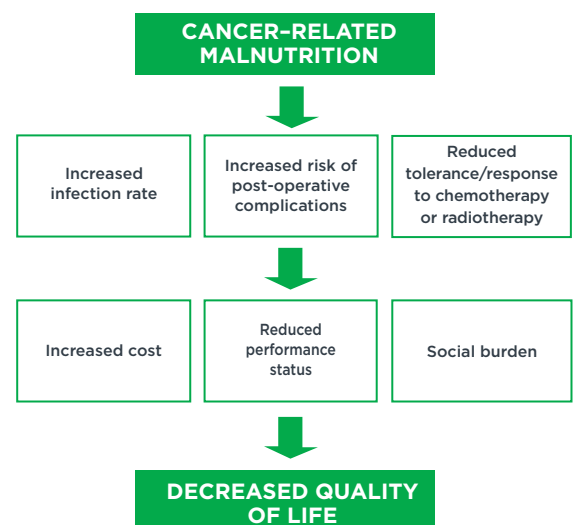 CANCER-RELATED
MALNUTRITION
Increased
infection rate
Increased risk of
post-operative
complications
Reduced
tolerance/response
to chemotherapy
or radiotherapy
Increased cost
Reduced
performance
status
Social burden
DECREASED QUALITY
OF LIFE